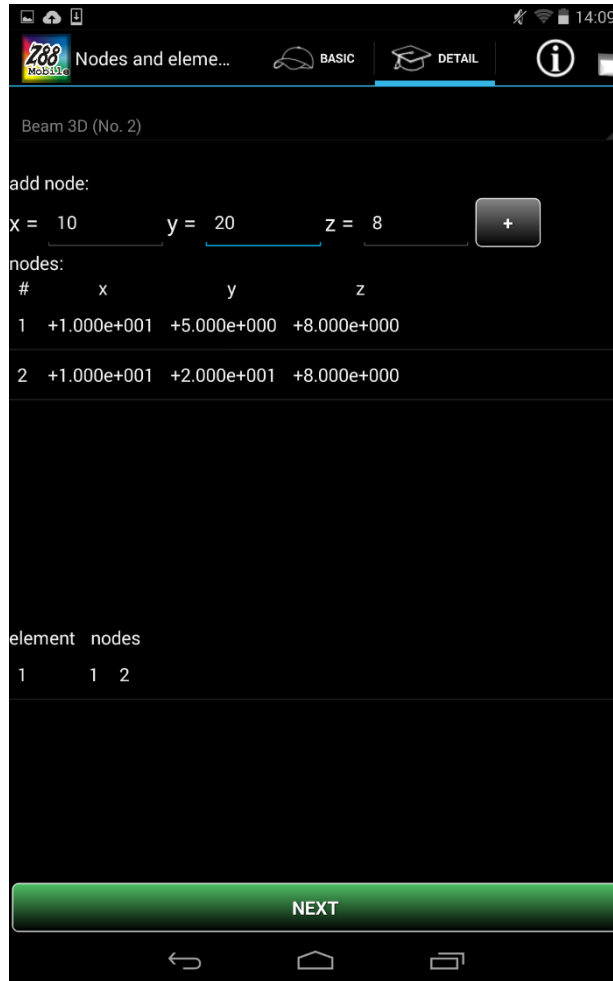 14:09
Z88
Mobile
Nodes and eleme...
BASIC
DETAIL
Beam 3D (No. 2)
add node:
x = 10 y = 20 z = 8 +
nodes:
# x y z
1 +1.000e+001 +5.000e+000 +8.000e+000
2 +1.000e+001 +2.000e+001 +8.000e+000
element nodes
1 1 2
NEXT